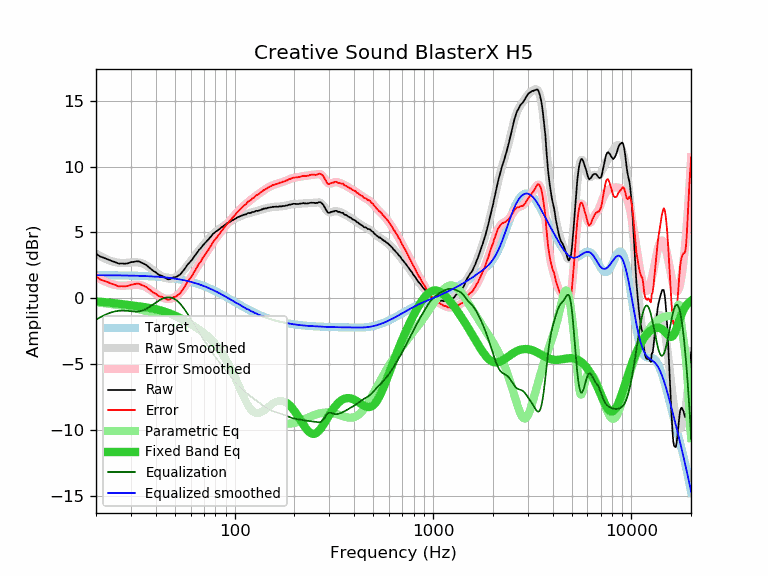 Creative Sound BlasterX H5
Amplitude (dBr)
15
10
5
0
−5
−10
−15
Target
Raw Smoothed
Error Smoothed
Raw
Error
Parametric Eq
Fixed Band Eq
Equalization
Equalized smoothed
100
1000
10000
Frequency (Hz)